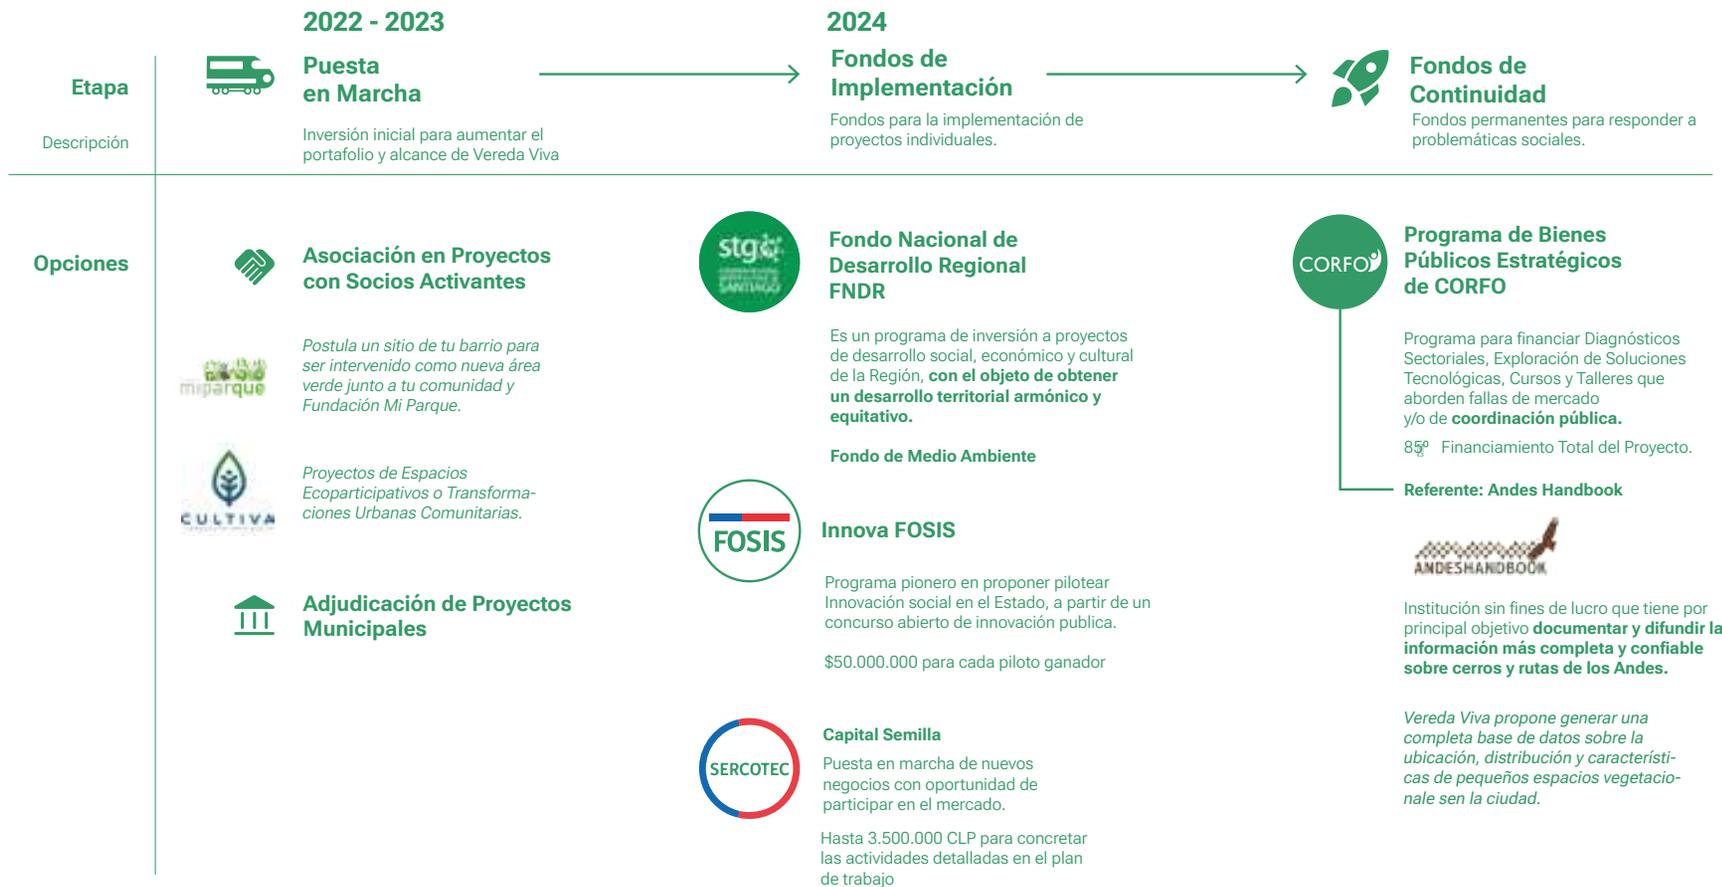 2022 - 2023
2024
Etapa
Puesta
en Marcha
Fondos de
Implementación
Fondos de
Continuidad
Descripción
Inversión inicial para aumentar el
portafolio y alcance de Vereda Viva
Fondos para la implementación de
proyectos individuales.
Fondos permanentes para responder a
problemáticas sociales.
Opciones
Asociación en Proyectos
con Socios Activantes
miparque
Postula un sitio de tu barrio para
ser intervenido como nueva área
verde junto a tu comunidad y
Fundación Mi Parque.
CULTIVA
Proyectos de Espacios
Ecoparticipativos o Transforma-
ciones Urbanas Comunitarias.
Adjudicación de Proyectos
Municipales
stg
SANTIAGO
Fondo Nacional de
Desarrollo Regional
FNDR
Es un programa de inversión a proyectos
de desarrollo social, económico y cultural
de la Región, con el objeto de obtener
un desarrollo territorial armónico y
equitativo.
Fondo de Medio Ambiente
FOSIS
Innova FOSIS
Programa pionero en proponer pilotear
Innovación social en el Estado, a partir de un
concurso abierto de innovación publica.
$50.000.000 para cada piloto ganador
SERCOTEC
Capital Semilla
Puesta en marcha de nuevos
negocios con oportunidad de
participar en el mercado.
Hasta 3.500.000 CLP para concretar
las actividades detalladas en el plan
de trabajo
CORFO
Programa de Bienes
Públicos Estratégicos
de CORFO
Programa para financiar Diagnósticos
Sectoriales, Exploración de Soluciones
Tecnológicas, Cursos y Talleres que
aborden fallas de mercado
y/o de coordinación pública.
Financiamiento Total del Proyecto.
Referente: Andes Handbook
ANDESHANDBOOK
Institución sin fines de lucro que tiene por
principal objetivo documentar y difundir la
información más completa y confiable
sobre cerros y rutas de los Andes.
Vereda Viva propone generar una
completa base de datos sobre la
ubicación, distribución y característi-
cas de pequeños espacios vegetacio-
nale sen la ciudad.